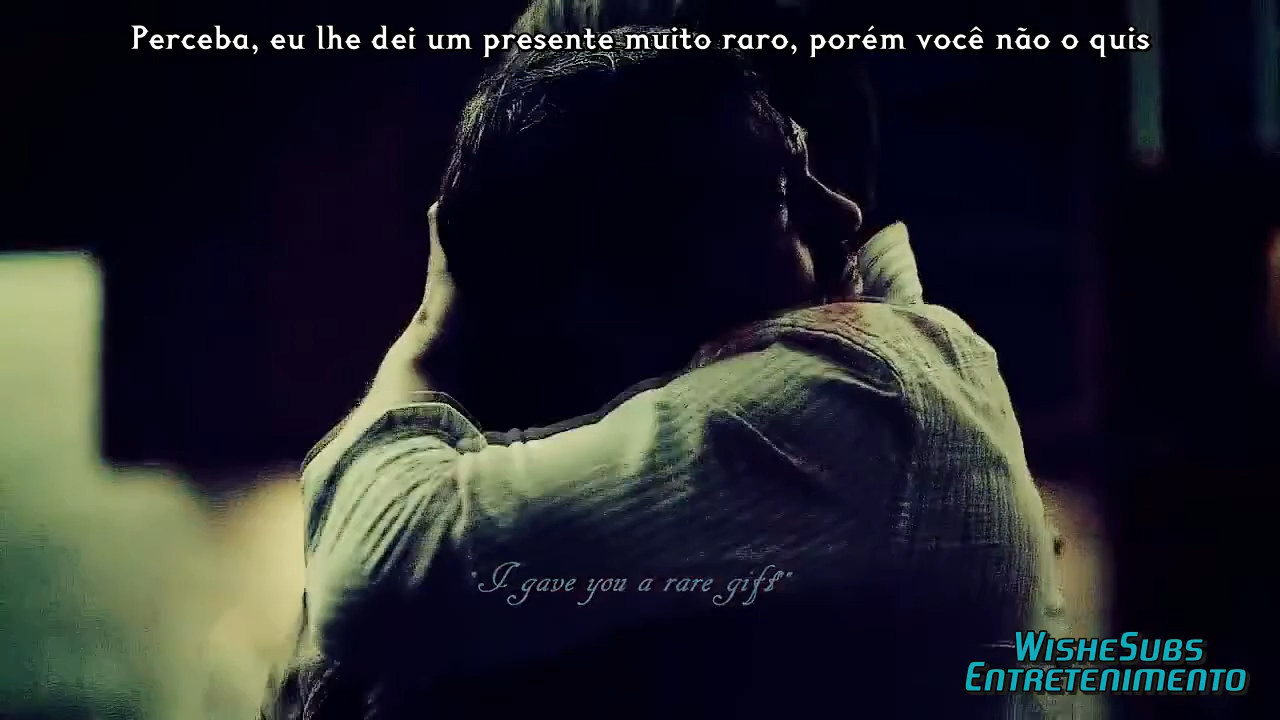 Perceba, eu lhe dei um presente muito raro, porém você não o quis
"I gave you a rare gift"
WisheSubs
Entretenimento